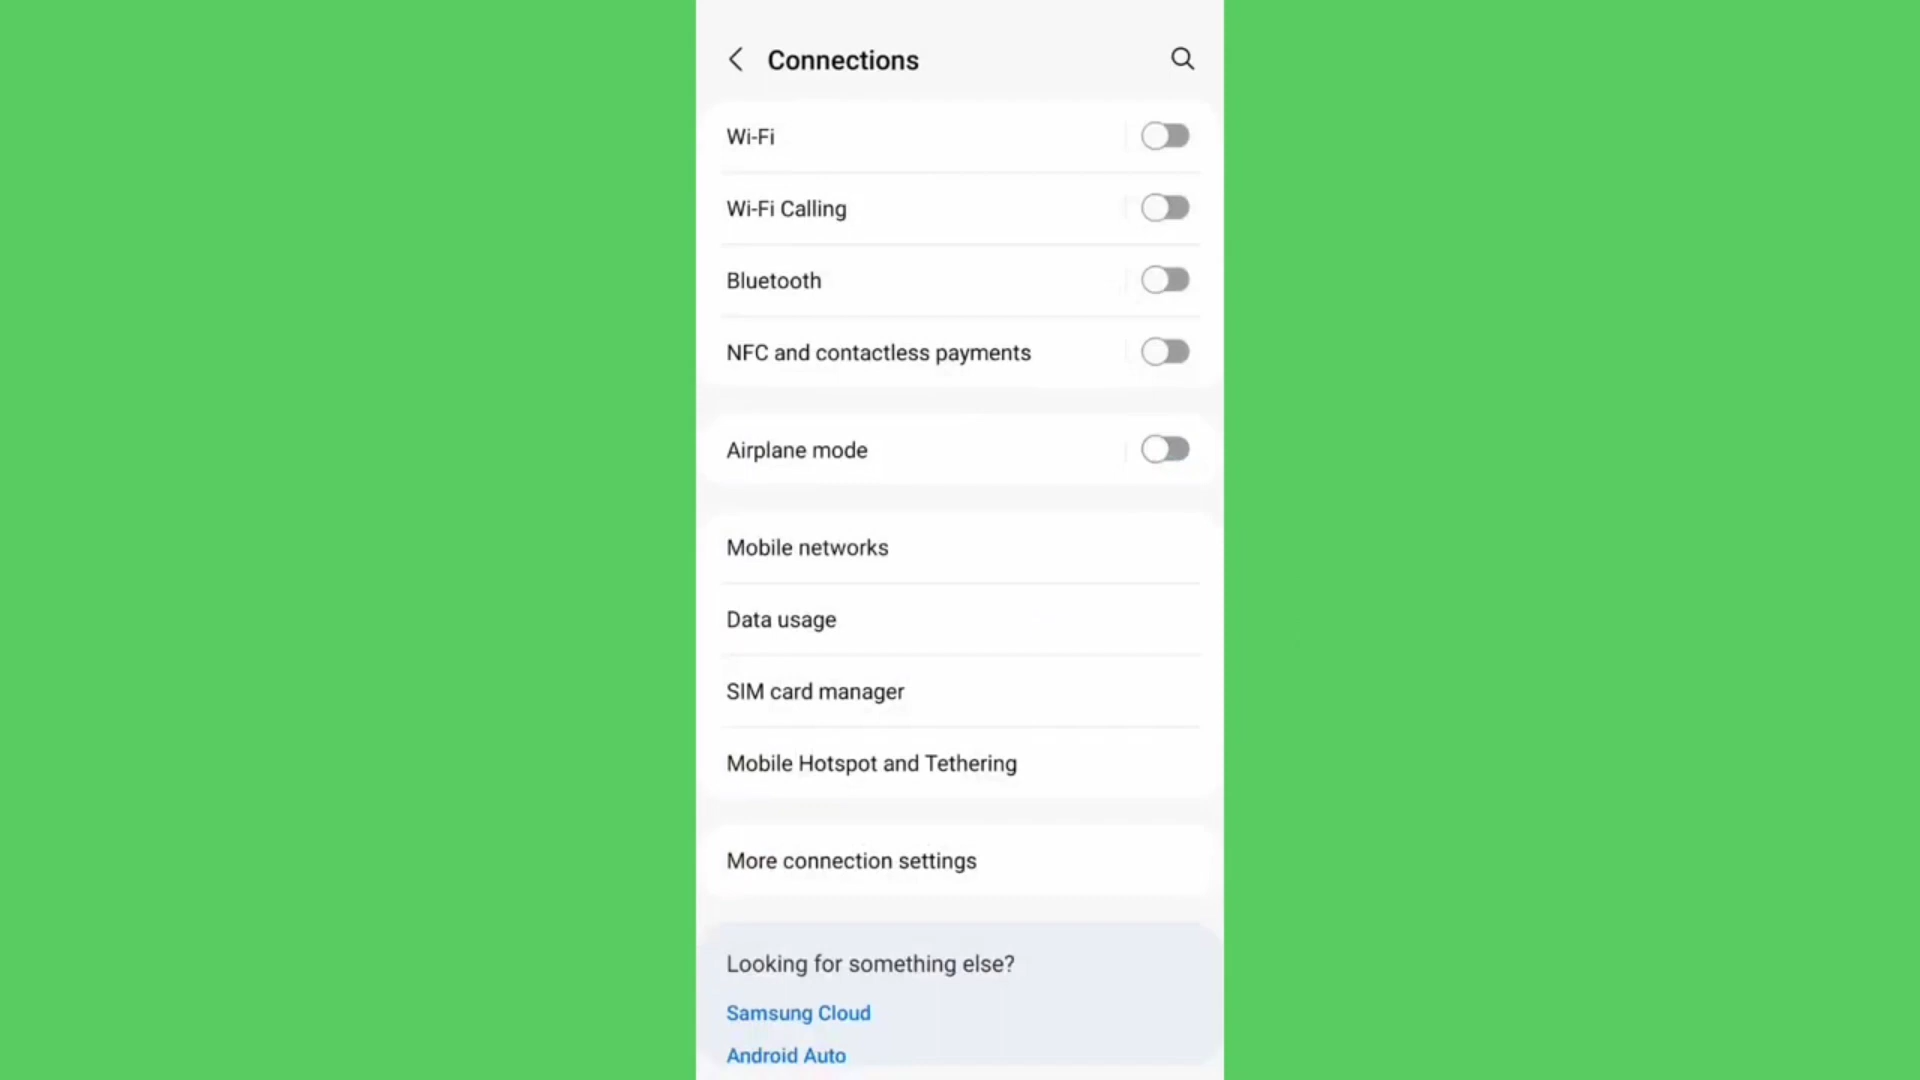 Connections
Wi-Fi
Wi-Fi Calling
Bluetooth
NFC and contactless payments
Airplane mode
Mobile networks
Data usage
SIM card manager
Mobile Hotspot and Tethering
More connection settings
Looking for something else?
Samsung Cloud
Android Auto